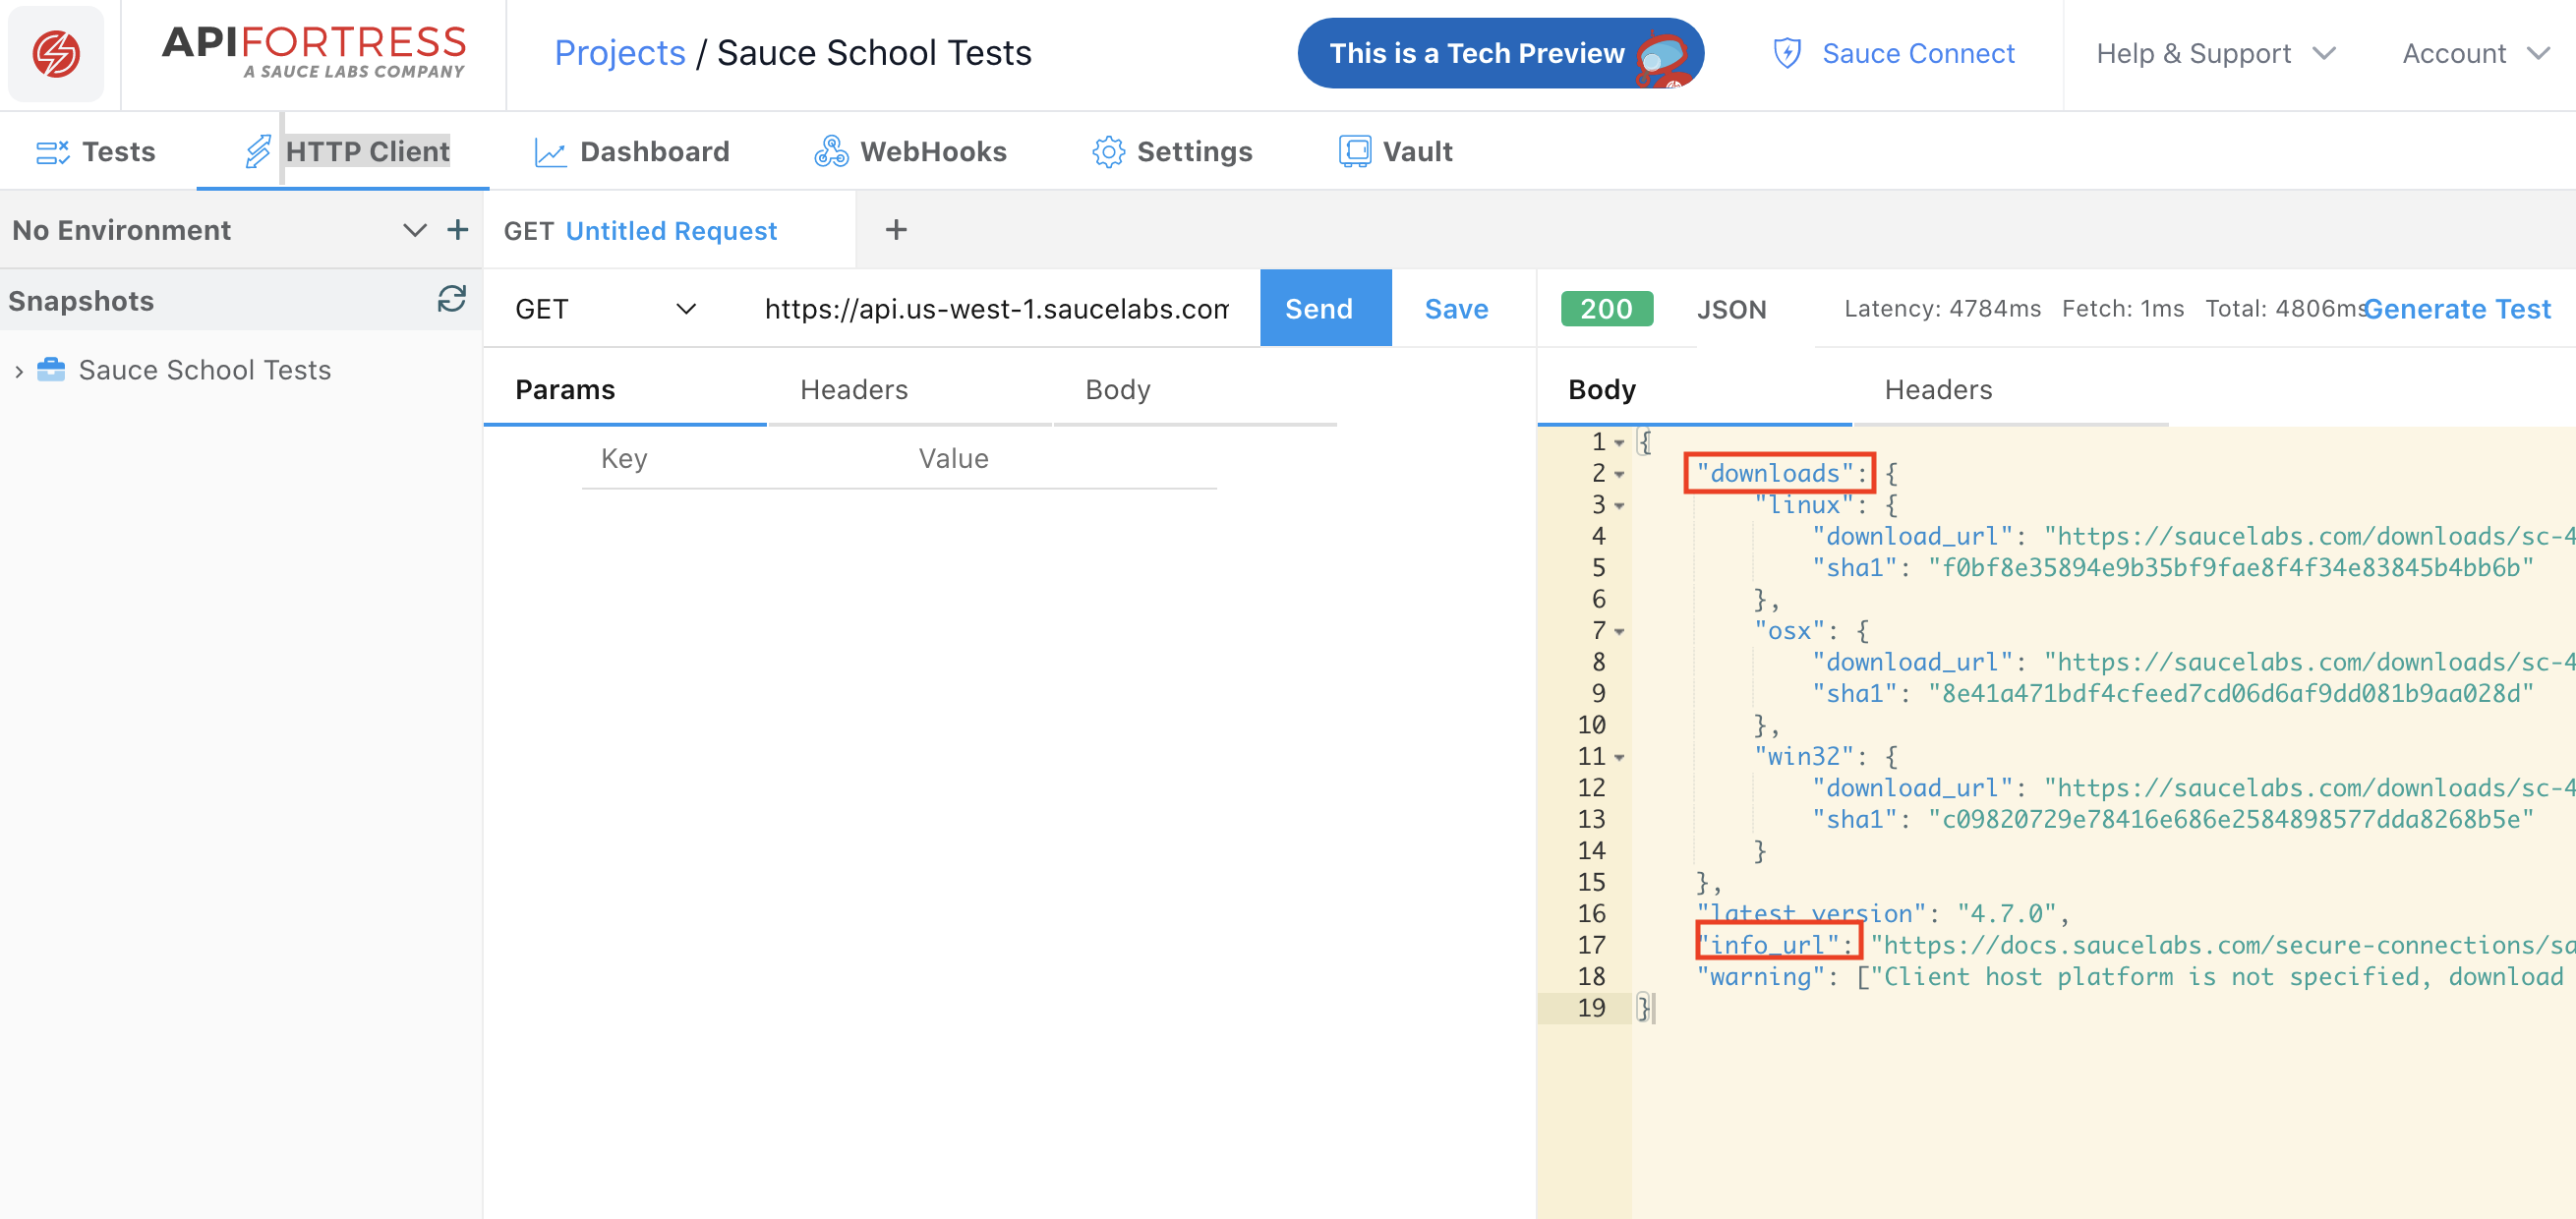 APIFORTRESS
A SAUCE LABS COMPANY
Projects / Sauce School Tests
This is a Tech Preview
Sauce Connect
Help & Support
Account
Tests
HTTP Client
Dashboard
WebHooks
Settings
Vault
No Environment
+
GET Untitled Request
+
Snapshots
GET
https://api.us-west-1.saucelabs.com
Send
Save
200
JSON
Latency: 4784ms
Fetch: 1ms
Total: 4806ms
Generate Test
Sauce School Tests
Params
Headers
Body
Body
Headers
Key
Value
1 {
2 "downloads": {
3 "linux": {
4 "download_url": "https://saucelabs.com/downloads/sc-4
5 "sha1": "f0bf8e35894e9b35bf9fae8f4f34e83845b4bb6b"
6 },
7 "osx": {
8 "download_url": "https://saucelabs.com/downloads/sc-4
9 "sha1": "8e41a471bdf4cfeed7cd06d6af9dd081b9aa028d"
10 },
11 "win32": {
12 "download_url": "https://saucelabs.com/downloads/sc-4
13 "sha1": "c09820729e78416e686e2584898577dda8268b5e"
14 }
15 },
16 "latest_version": "4.7.0",
17 "info_url": "https://docs.saucelabs.com/secure-connections/sa
18 "warning": ["Client host platform is not specified, download
19 }